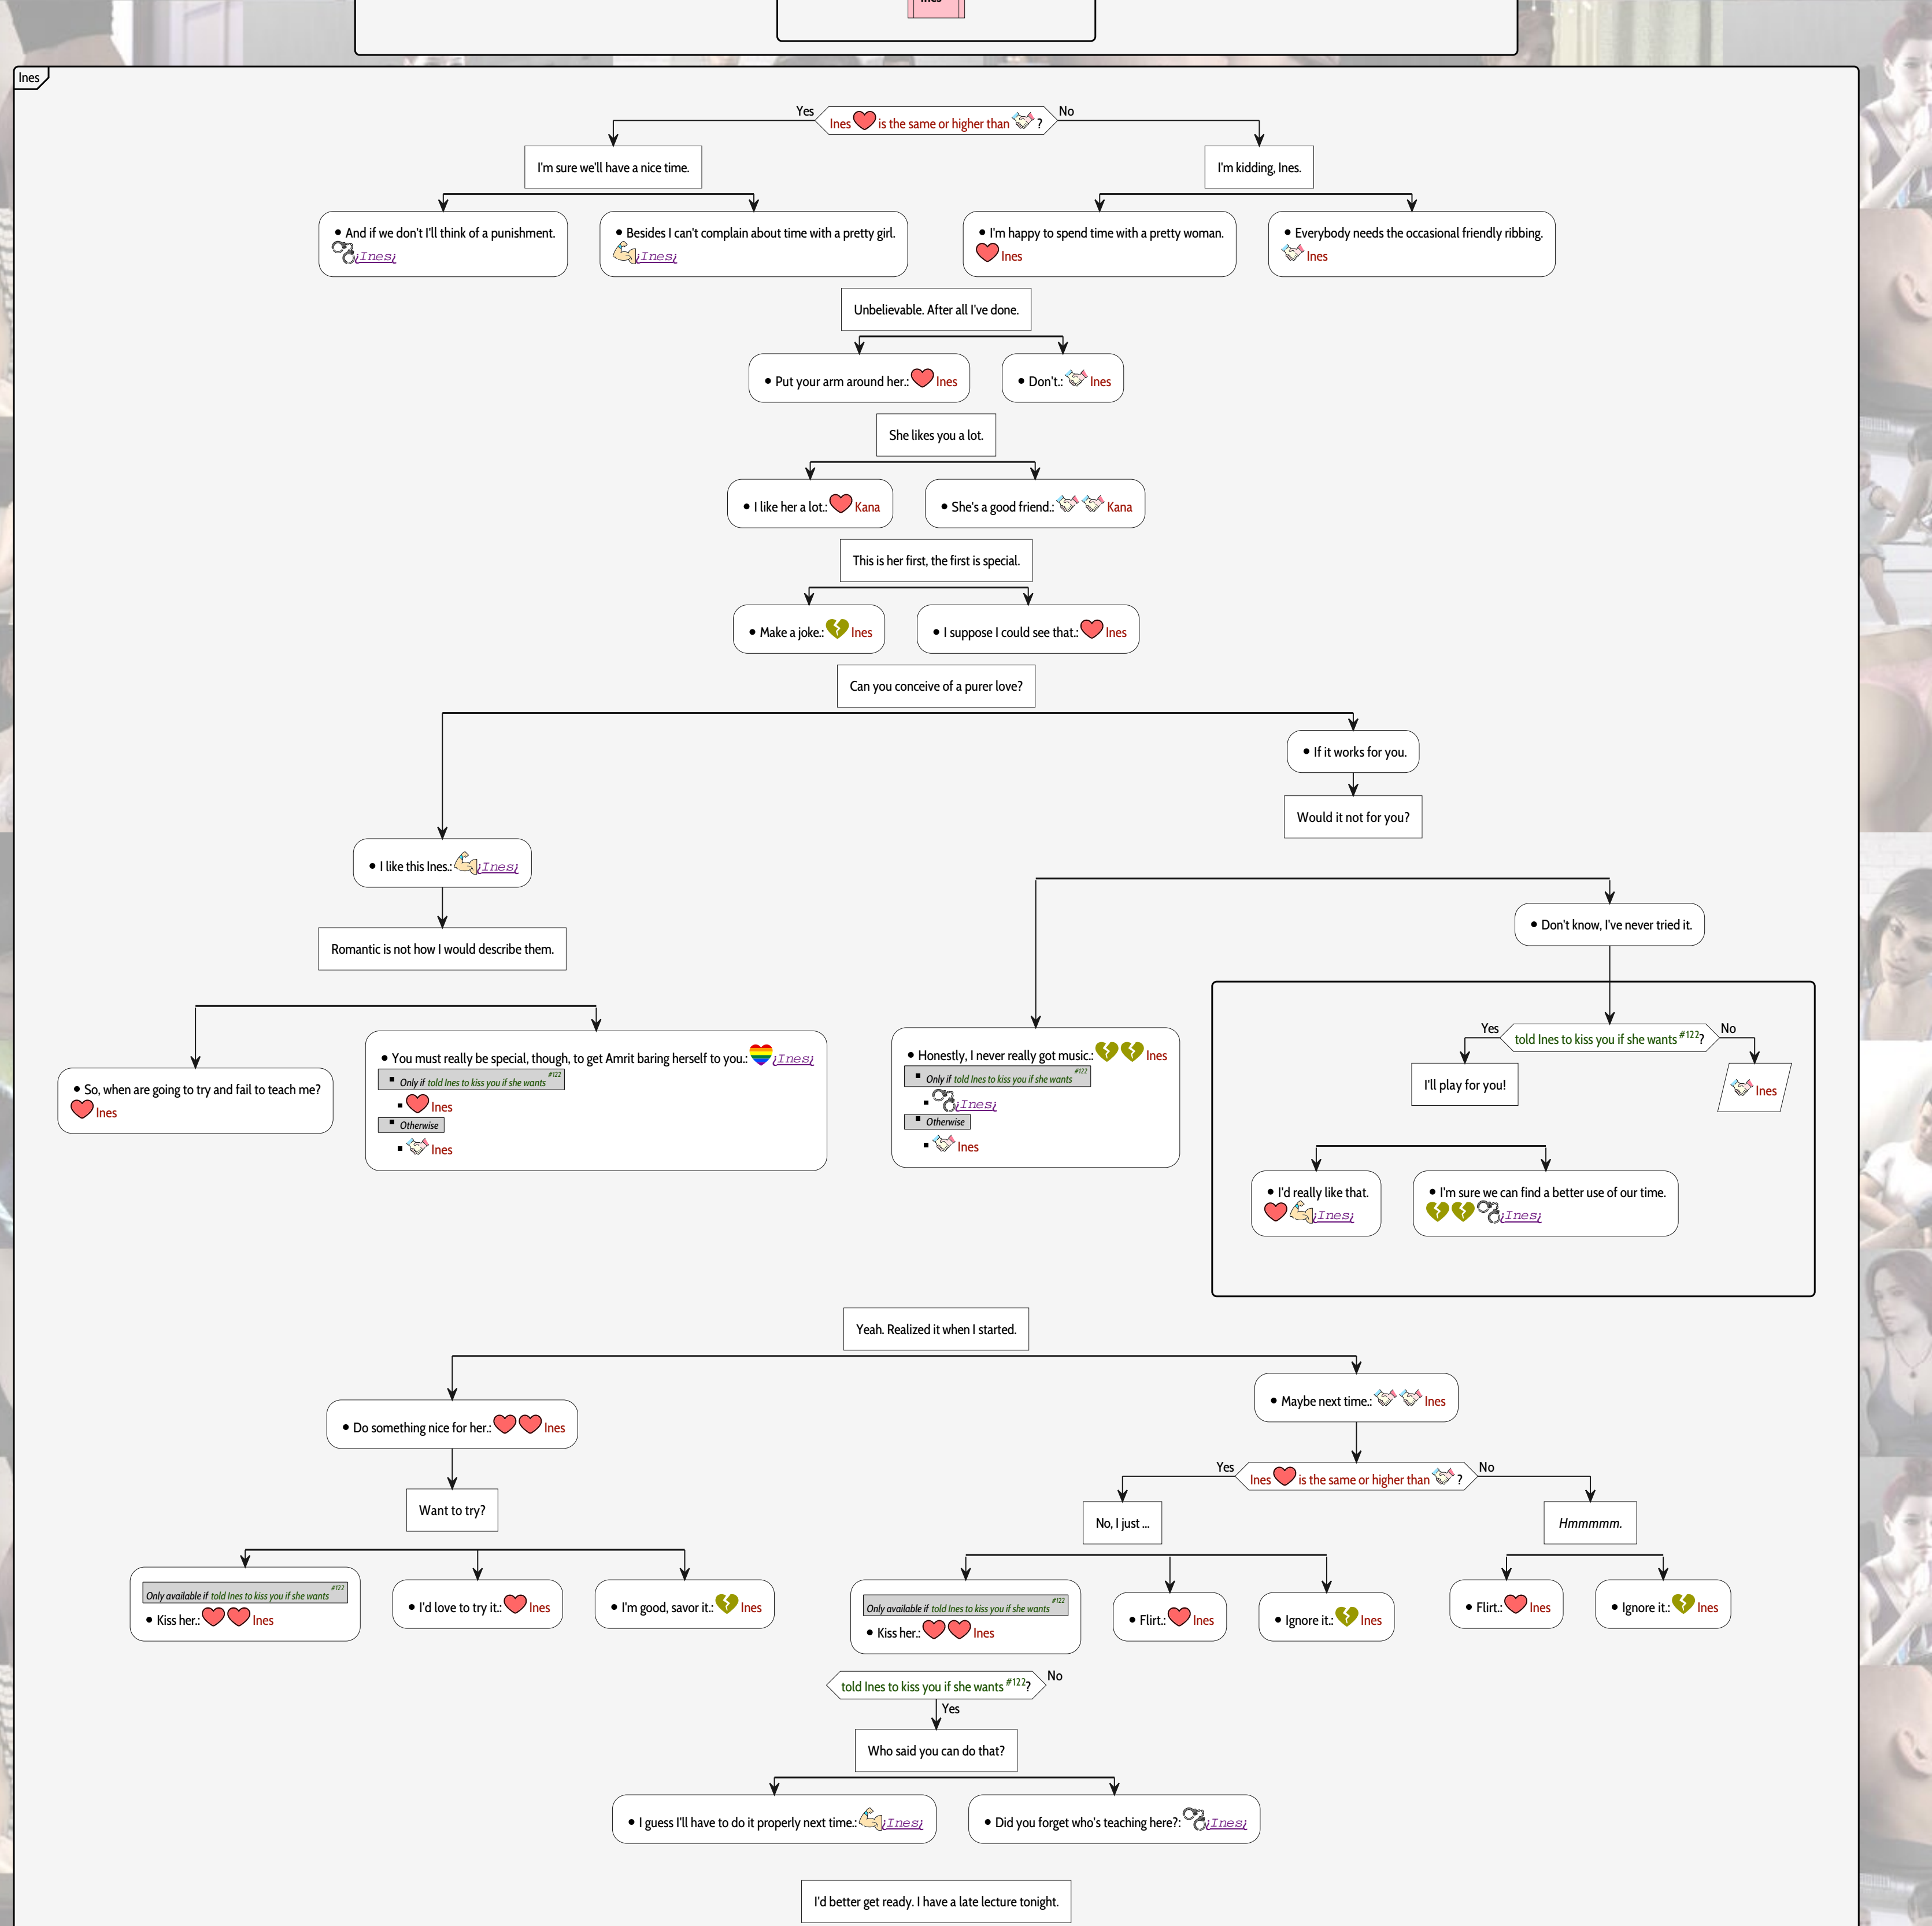 Ines
Yes
Ines is the same or higher than ?
No
I'm sure we'll have a nice time.
I'm kidding, Ines.
• And if we don't I'll think of a punishment.
¿Ines¿
• Besides I can't complain about time with a pretty girl.
¿Ines¿
• I'm happy to spend time with a pretty woman.
Ines
• Everybody needs the occasional friendly ribbing.
Ines
Unbelievable. After all I've done.
• Put your arm around her.: Ines
• Don't.: Ines
She likes you a lot.
• I like her a lot.: Kana
• She's a good friend.: Kana
This is her first, the first is special.
• Make a joke.: Ines
• I suppose I could see that.: Ines
Can you conceive of a purer love?
• If it works for you.
Would it not for you?
• I like this Ines.: ¿Ines¿
Romantic is not how I would describe them.
• Don't know, I've never tried it.
• So, when are going to try and fail to teach me?
Ines
• You must really be special, though, to get Amrit baring herself to you.: ¿Ines¿
▪ Only if told Ines to kiss you if she wants #122
▪ Ines
▪ Otherwise
▪ Ines
• Honestly, I never really got music.: Ines
▪ Only if told Ines to kiss you if she wants #122
▪ ¿Ines¿
▪ Otherwise
▪ Ines
Yes
told Ines to kiss you if she wants #122?
No
I'll play for you!
Ines
• I'd really like that.
¿Ines¿
• I'm sure we can find a better use of our time.
¿Ines¿
Yeah. Realized it when I started.
• Do something nice for her.: Ines
• Maybe next time.: Ines
Want to try?
Yes
Ines is the same or higher than ?
No
No, I just ...
Hmmmmm.
Only available if told Ines to kiss you if she wants #122
• Kiss her.: Ines
• I'd love to try it.: Ines
• I'm good, savor it.: Ines
Only available if told Ines to kiss you if she wants #122
• Kiss her.: Ines
• Flirt.: Ines
• Ignore it.: Ines
• Flirt.: Ines
• Ignore it.: Ines
told Ines to kiss you if she wants #122?
No
Yes
Who said you can do that?
• I guess I'll have to do it properly next time.: ¿Ines¿
• Did you forget who's teaching here?: ¿Ines¿
I'd better get ready. I have a late lecture tonight.